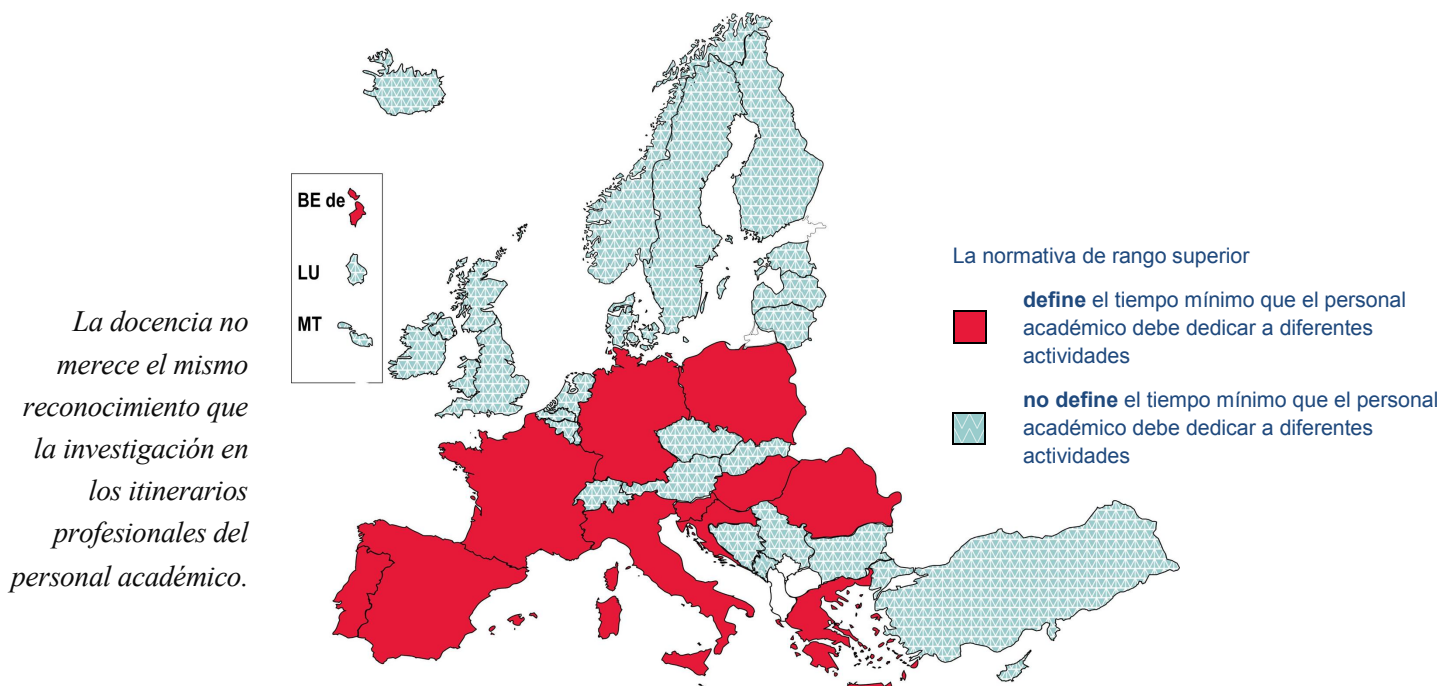 La docencia no
merece el mismo
reconocimiento que
la investigación en
los itinerarios
profesionales del
personal académico.
BE de
LU
MT
La normativa de rango superior
define el tiempo mínimo que el personal
académico debe dedicar a diferentes
actividades
no define el tiempo mínimo que el personal
académico debe dedicar a diferentes
actividades